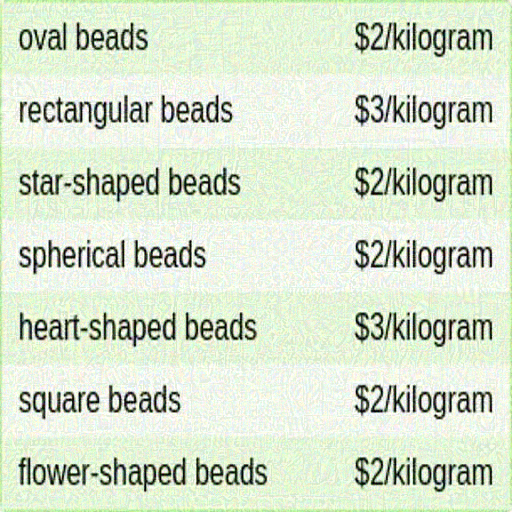 oval beads $2/kilogram
rectangular beads $3/kilogram
star-shaped beads $2/kilogram
spherical beads $2/kilogram
heart-shaped beads $3/kilogram
square beads $2/kilogram
flower-shaped beads $2/kilogram